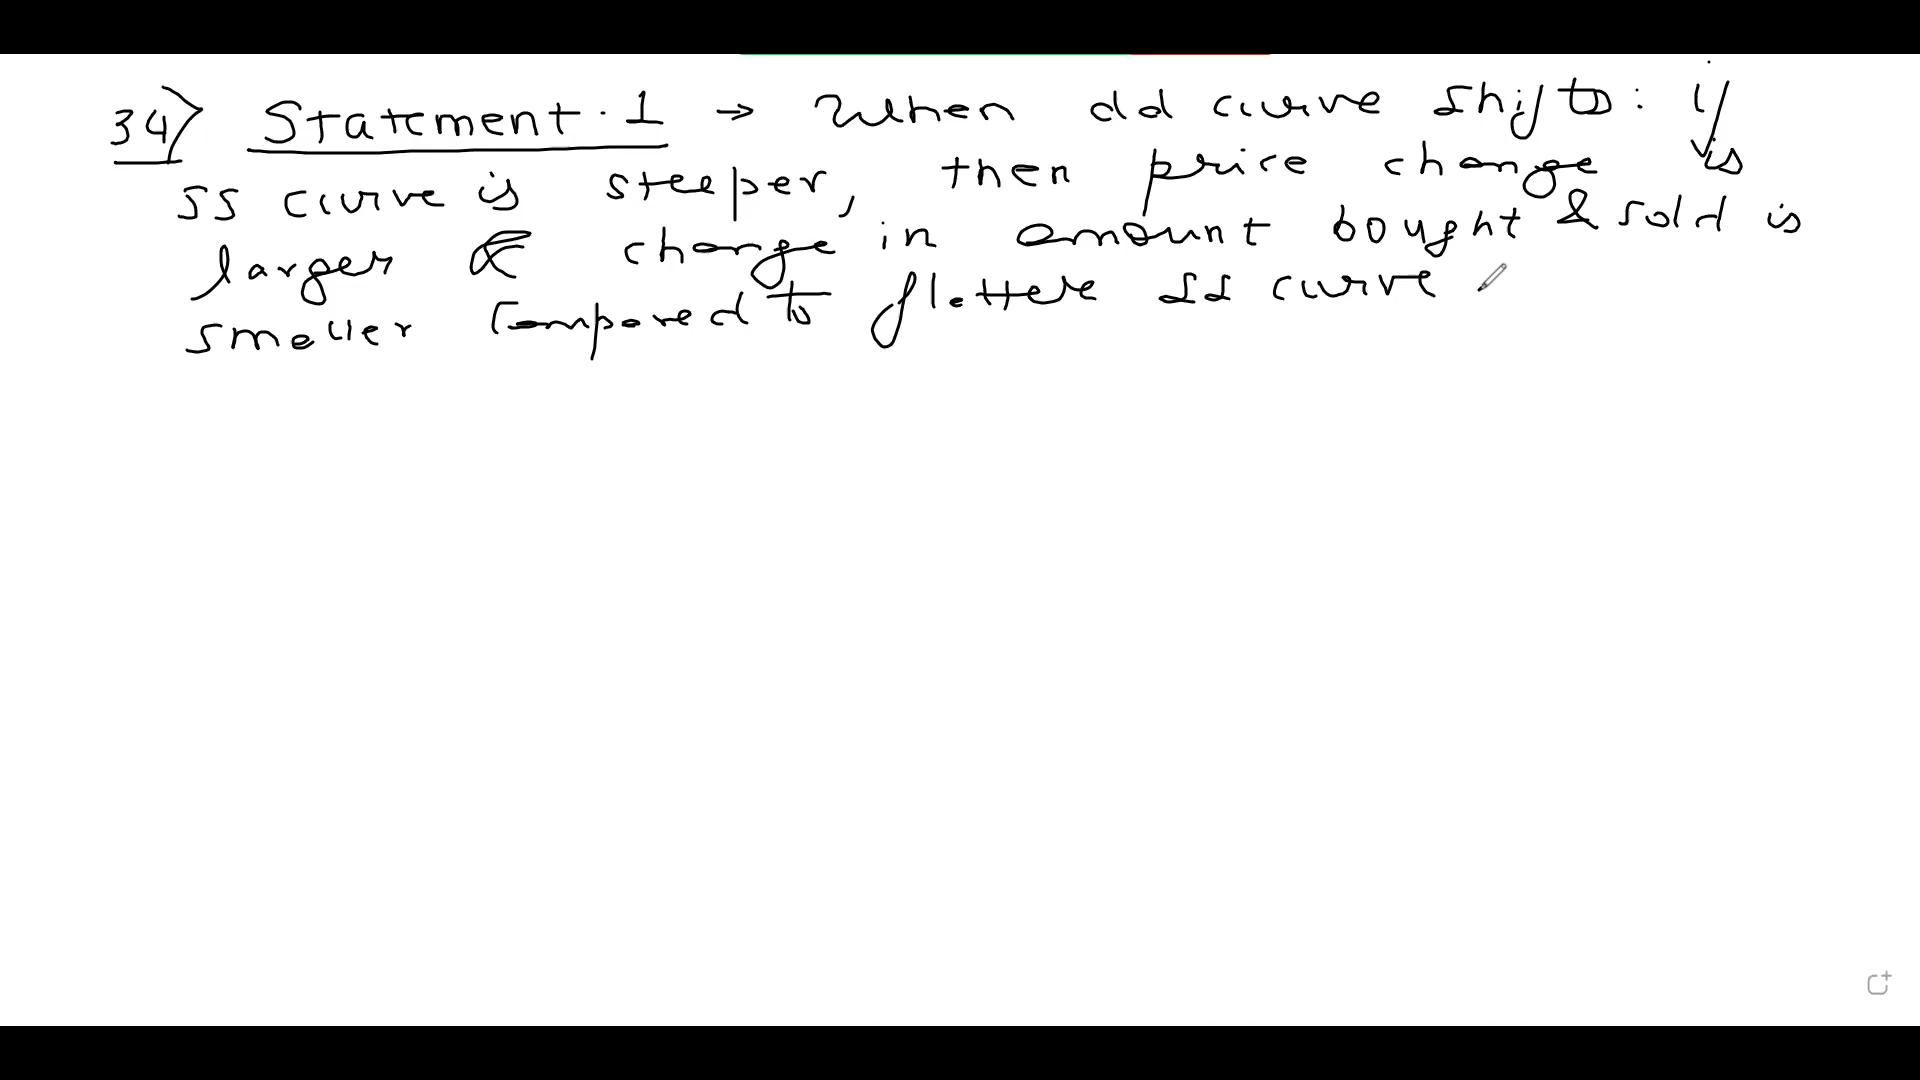 34) Statement.1 → When dd curve shifts: if
SS curve is steeper, then price change is
larger & change in amount bought & sold is
smaller compared to flattere SS curve